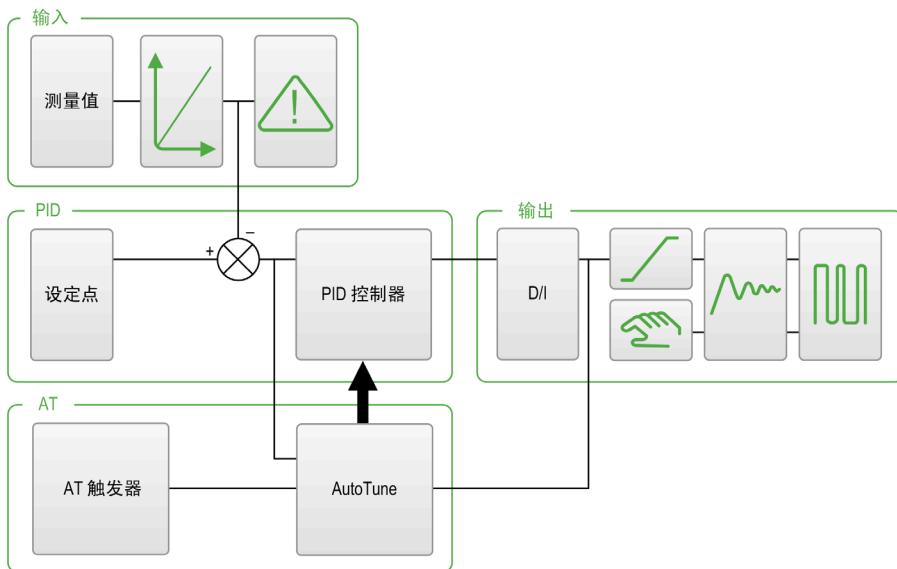 输入
测量值
PID
+
−
设定点
PID 控制器
输出
D/I
AT
AT 触发器
AutoTune